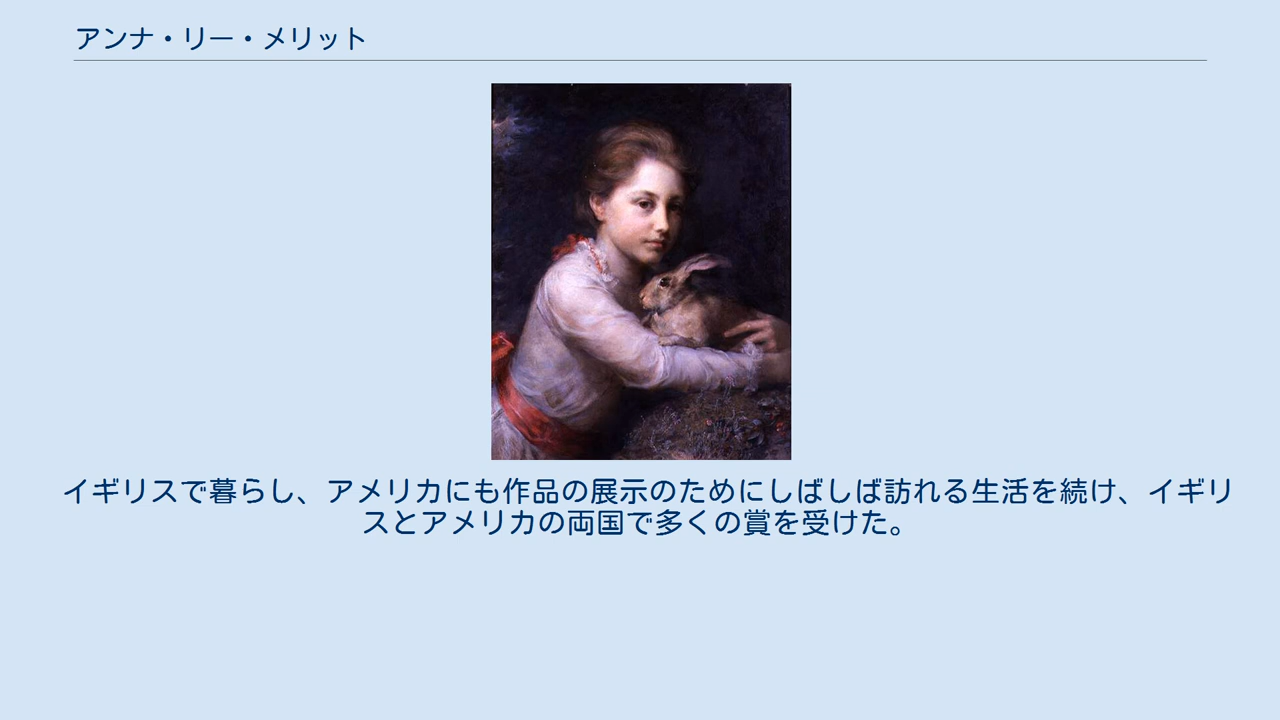 アンナ・リー・メリット
イギリスで暮らし、アメリカにも作品の展示のためにしばしば訪れる生活を続け、イギリ
スとアメリカの両国で多くの賞を受けた。